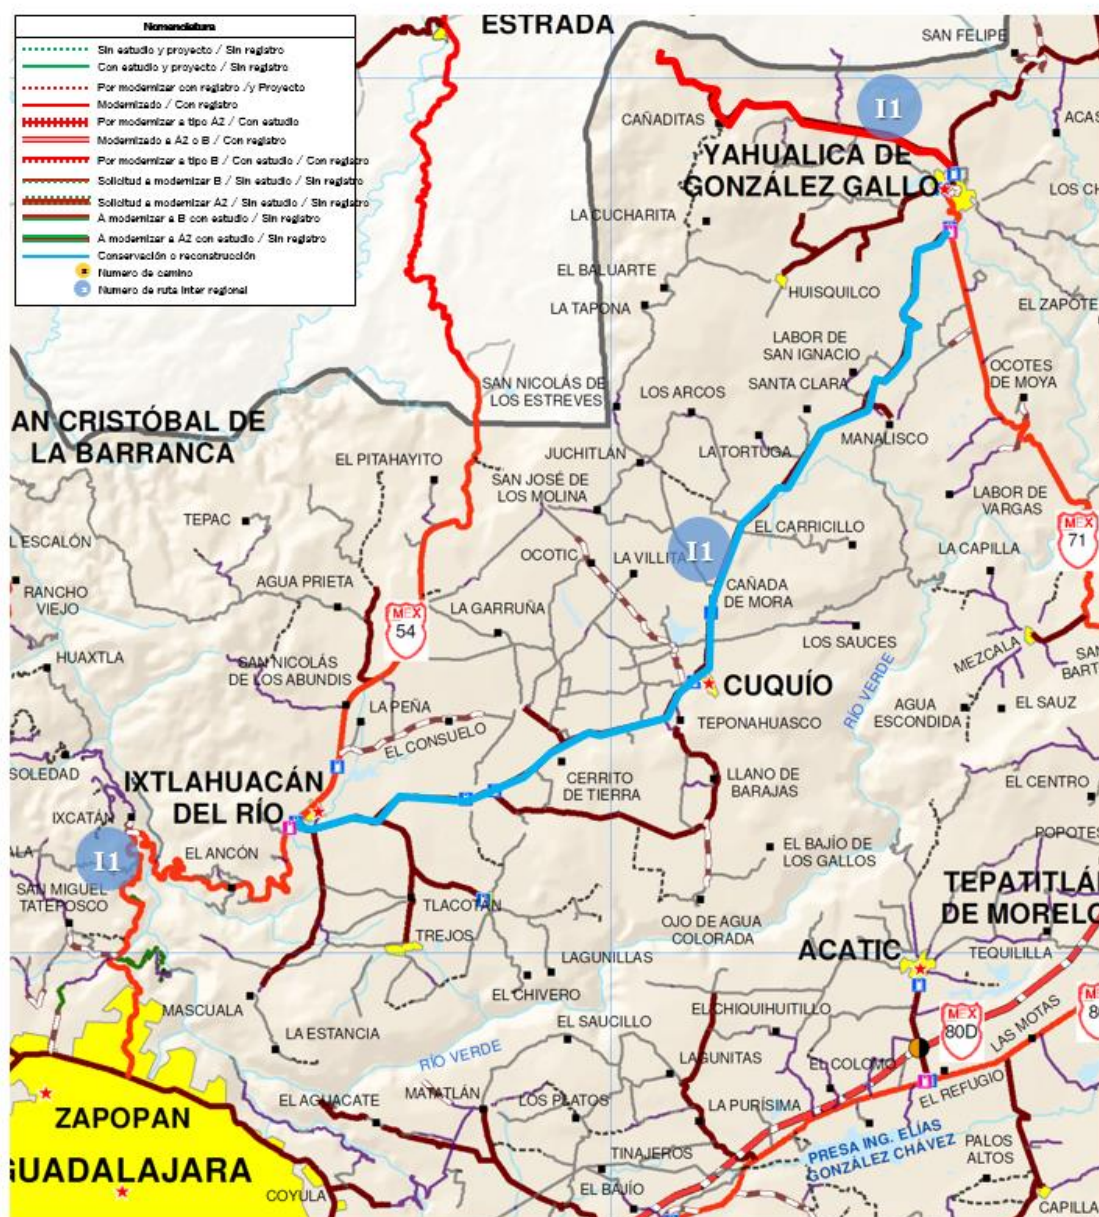 Nomenclatura
Sin estudio y proyecto / Sin registro
Con estudio y proyecto / Sin registro
Por modernizar con registro /y Proyecto
Modernizado / Con registro
Por modernizar a tipo A2 / Con estudio
Modernizado a A2 o B / Con registro
Por modernizar a tipo B / Con estudio / Con registro
Solicitud a modernizar B / Sin estudio / Sin registro
Solicitud a modernizar A2 / Sin estudio / Sin registro
A modernizar a B con estudio / Sin registro
A modernizar a A2 con estudio / Sin registro
Conservación o reconstrucción
Numero de camino
Numero de ruta inter regional
ESTRADA
SAN FELIPE
I1
CAÑADITAS
ACAS
YAHUALICA DE
GONZÁLEZ GALLO
LOS CH
LA CUCHARITA
EL BALUARTE
LA TAPONA
HUISQUILCO
EL ZAPOTE
LABOR DE
SAN IGNACIO
SANTA CLARA
OCOTES
DE MOYA
SAN NICOLÁS DE
LOS ESTREVES
LOS ARCOS
AN CRISTÓBAL DE
LA BARRANCA
MANALISCO
LA TORTUGA
JUCHITLÁN
EL PITAHAYITO
SAN JOSÉ DE
LOS MOLINA
LABOR DE
VARGAS
TEPAC
EL CARRICILLO
MEX
71
L ESCALÓN
OCOTIC
LA VILLITA
I1
LA CAPILLA
RANCHO
VIEJO
AGUA PRIETA
CAÑADA
DE MORA
LA GARRUÑA
MEX
54
LOS SAUCES
MEZCALA
HUAXTLA
SAN NICOLÁS
DE LOS ABUNDIS
SAN
BART
CUQUÍO
RÍO VERDE
AGUA
ESCONDIDA
EL SAUZ
LA PEÑA
TEPONAHUASCO
EL CONSUELO
SOLEDAD
IXTLAHUACÁN
DEL RÍO
CERRITO
DE TIERRA
LLANO DE
BARAJAS
EL CENTRO
IXCATÁN
POPOTES
ALA
I1
EL ANCÓN
EL BAJÍO DE
LOS GALLOS
SAN MIGUEL
TATEPOSCO
TLACOTÁN
TEPATITLÁ
DE MORELO
OJO DE AGUA
COLORADA
TREJOS
ACATIC
TEQUILILLA
LAGUNILLAS
EL CHIVERO
MASCUALA
EL CHIQUIHUITILLO
MEX
80D
LAS MOTAS
EL SAUCILLO
LA ESTANCIA
RÍO VERDE
LAGUNITAS
EL COLOMO
EL REFUGIO
EL AGUACATE
MATATLÁN
LOS PLATOS
LA PURÍSIMA
ZAPOPAN
PRESA ING. ELÍAS
GONZÁLEZ CHÁVEZ
PALOS
ALTOS
TINAJEROS
GUADALAJARA
COYULA
EL BAJÍO
CAPILLA